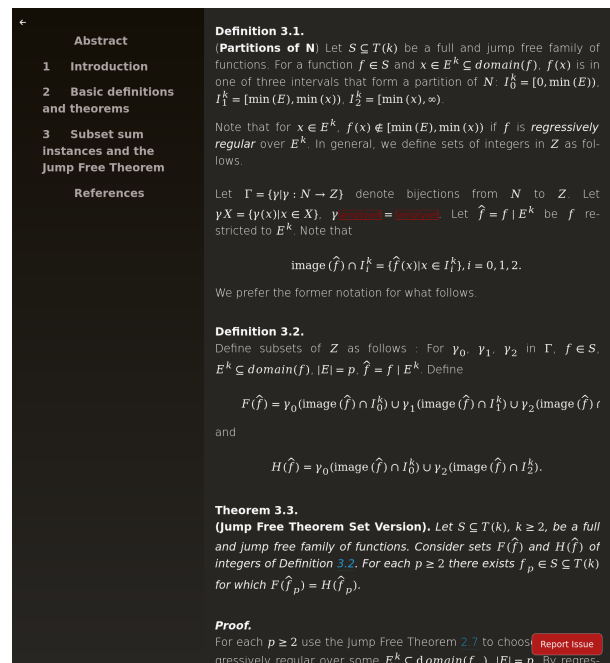 ←
Abstract
1 Introduction
2 Basic definitions
and theorems
3 Subset sum
instances and the
Jump Free Theorem
References
Definition 3.1.
(Partitions of N) Let S ⊆ T(k) be a full and jump free family of
functions. For a function f ∈ S and x ∈ E^k ⊆ domain(f), f(x) is in
one of three intervals that form a partition of N: I_0^k = [0, min (E)),
I_1^k = [min (E), min (x)), I_2^k = [min (x), ∞).
Note that for x ∈ E^k, f(x) ∉ [min (E), min (x)) if f is regressively
regular over E^k. In general, we define sets of integers in Z as fol-
lows.
Let Γ = {γ|γ : N → Z} denote bijections from N to Z. Let
γX = {γ(x)|x ∈ X}, γ = . Let f̂ = f | E^k be f re-
stricted to E^k. Note that
image (f̂) ∩ I_i^k = {f̂(x)|x ∈ I_i^k}, i = 0, 1, 2.
We prefer the former notation for what follows.
Definition 3.2.
Define subsets of Z as follows : For γ_0, γ_1, γ_2 in Γ, f ∈ S,
E^k ⊆ domain(f), |E| = p, f̂ = f | E^k. Define
F(f̂) = γ_0(image (f̂) ∩ I_0^k) ∪ γ_1(image (f̂) ∩ I_1^k) ∪ γ_2(image (f̂)
and
H(f̂) = γ_0(image (f̂) ∩ I_0^k) ∪ γ_2(image (f̂) ∩ I_2^k).
Theorem 3.3.
(Jump Free Theorem Set Version). Let S ⊆ T(k), k ≥ 2, be a full
and jump free family of functions. Consider sets F(f̂) and H(f̂) of
integers of Definition 3.2. For each p ≥ 2 there exists f_p ∈ S ⊆ T(k)
for which F(f̂_p) = H(f̂_p).
Proof.
For each p ≥ 2 use the Jump Free Theorem 2.7 to choos
Report Issue
gressively regular over some E^k ⊆ domain(f_p), |E| = p. By regres-